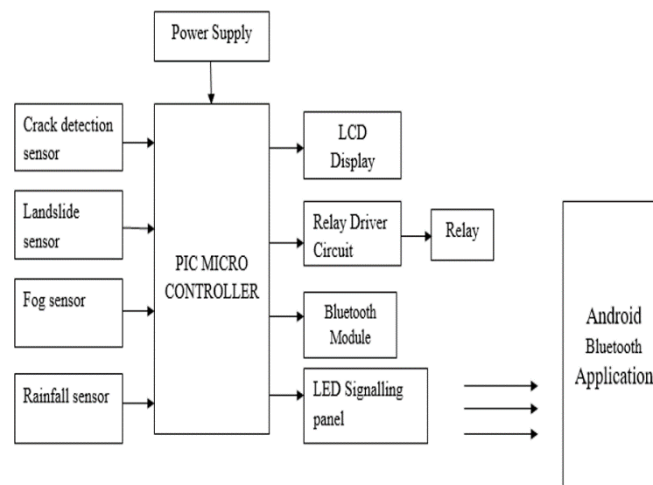 Power Supply
Crack detection
sensor
Landslide
sensor
Fog sensor
Rainfall sensor
PIC MICRO
CONTROLLER
LCD
Display
Relay Driver
Circuit
Relay
Bluetooth
Module
LED Signalling
panel
Android
Bluetooth
Application